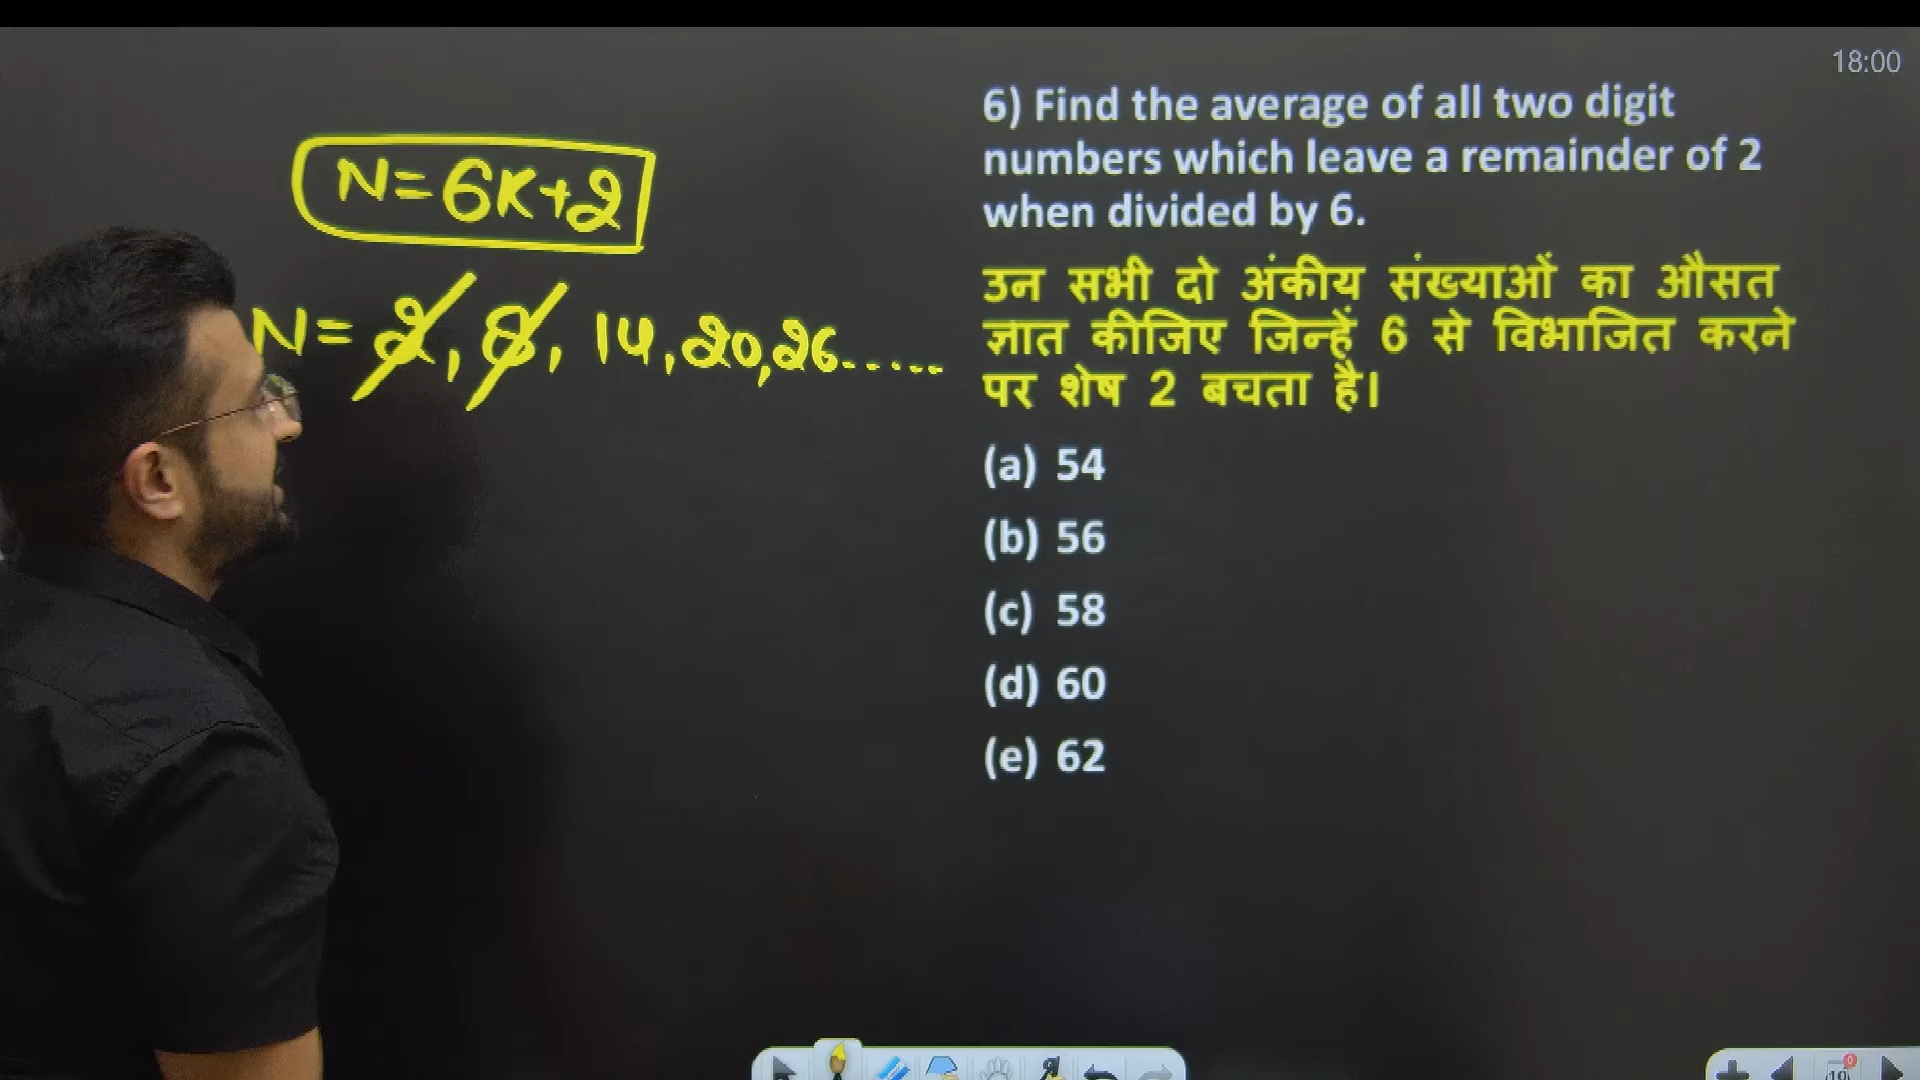 18:00
N=6K+2
N= 2, 8, 14, 20, 26.....
6) Find the average of all two digit
numbers which leave a remainder of 2
when divided by 6.
उन सभी दो अंकीय संख्याओं का औसत
ज्ञात कीजिए जिन्हें 6 से विभाजित करने
पर शेष 2 बचता है।
(a) 54
(b) 56
(c) 58
(d) 60
(e) 62